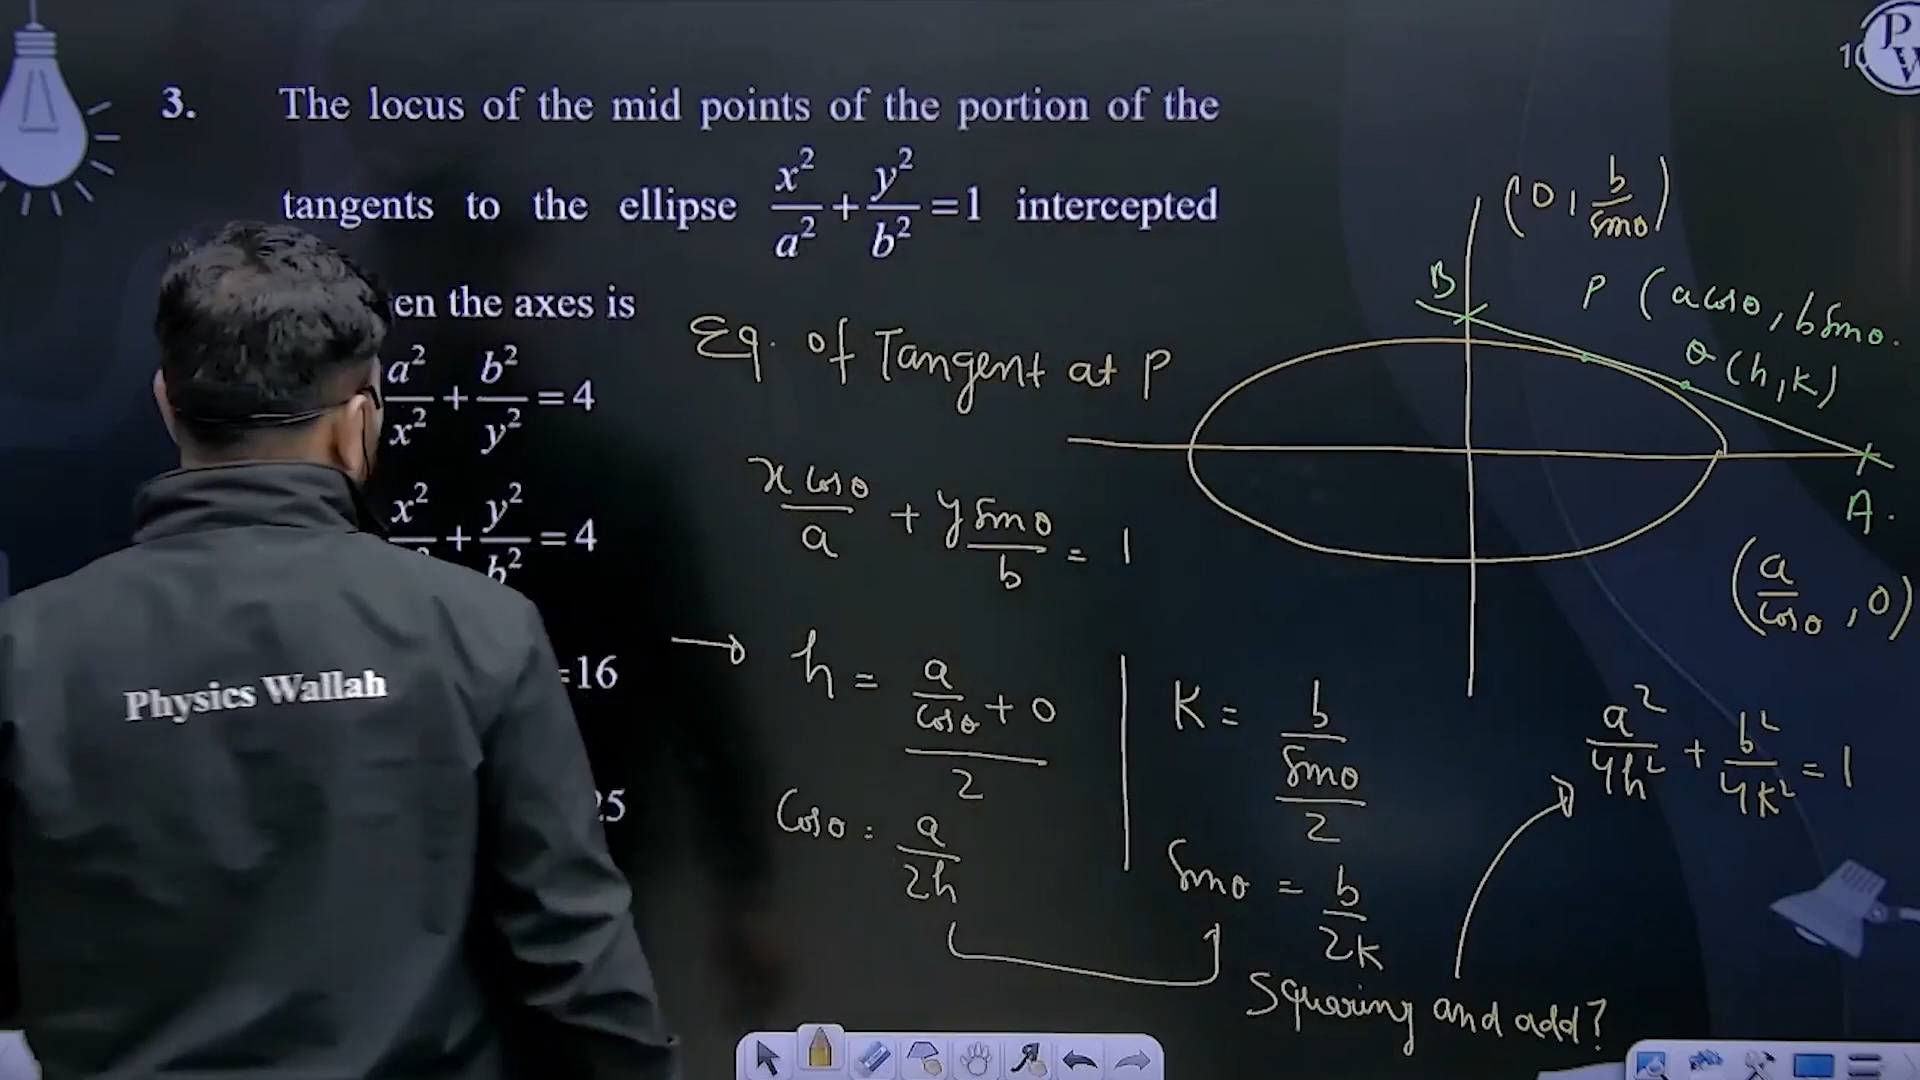 10
PW
3. The locus of the mid points of the portion of the
tangents to the ellipse x²/a² + y²/b² = 1 intercepted
en the axes is
a²/x² + b²/y² = 4
x²/ + y²/b² = 4
=16
25
Physics Wallah
Eq. of Tangent at P
x cosθ/a + y sinθ/b = 1
→ h = (a/cosθ + 0)/2
cosθ = a/2h
K = (b/sinθ)/2
sinθ = b/2K
Squaring and add?
a²/4h² + b²/4K² = 1
(0, b/sinθ)
B
P (a cosθ, b sinθ.
θ (h, K)
A.
(a/cosθ, 0)